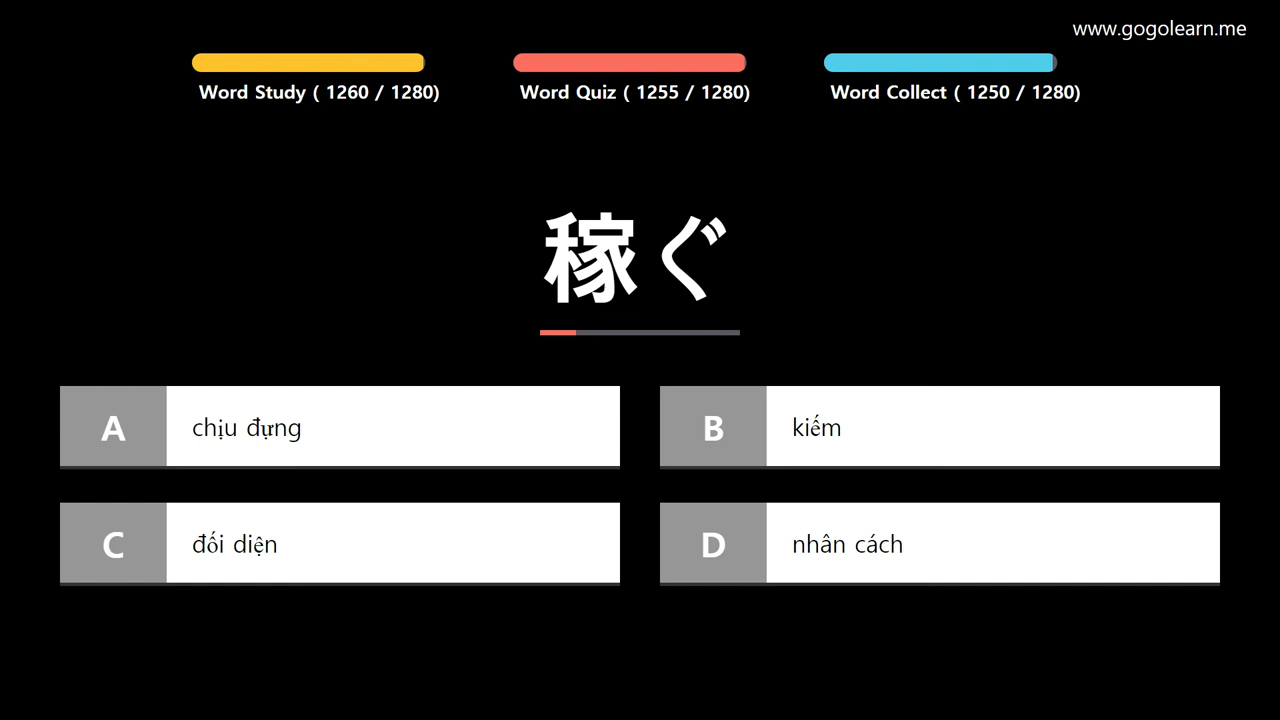 www.gogolearn.me
Word Study ( 1260 / 1280)
Word Quiz ( 1255 / 1280)
Word Collect ( 1250 / 1280)
稼ぐ
A
chịu đựng
B
kiếm
C
đối diện
D
nhân cách